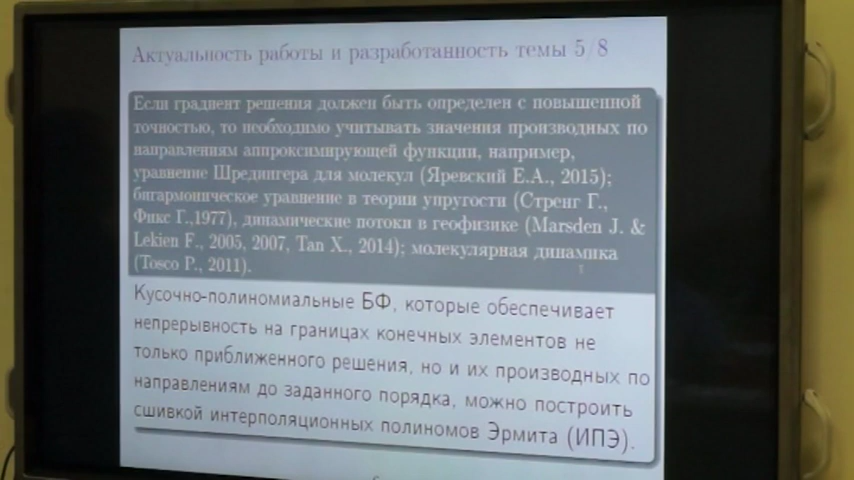 Актуальность работы и разработанность темы 5/8
Если градиент решения должен быть определен с повышенной
точностью, то необходимо учитывать значения производных по
направлениям аппроксимирующей функции, например,
уравнение Шредингера для молекул (Яревский Е.А., 2015);
бигармоническое уравнение в теории упругости (Стренг Г.,
Фикс Г.,1977), динамические потоки в геофизике (Marsden J. &
Lekien F., 2005, 2007, Tan X., 2014); молекулярная динамика
(Tosco P., 2011).
Кусочно-полиномиальные БФ, которые обеспечивает
непрерывность на границах конечных элементов не
только приближенного решения, но и их производных по
направлениям до заданного порядка, можно построить
сшивкой интерполяционных полиномов Эрмита (ИПЭ).